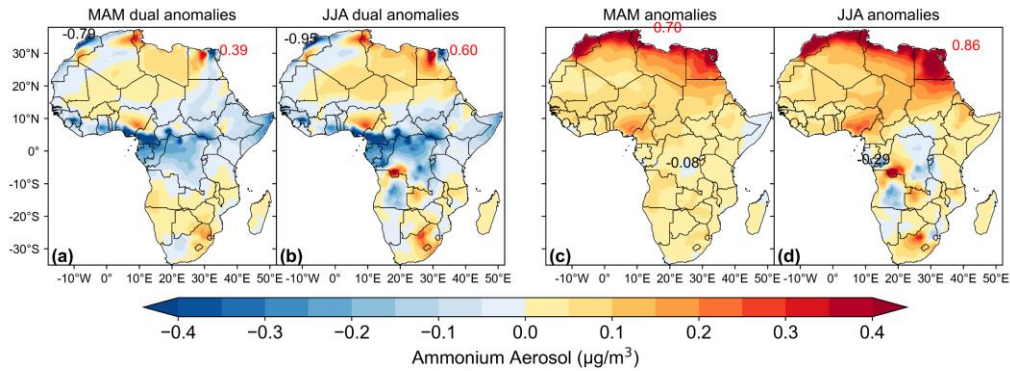 MAM dual anomalies JJA dual anomalies MAM anomalies JJA anomalies
-0.79 0.39 -0.95 0.60 0.70 0.86
30°N
20°N
10°N
0°
-0.08 -0.29
10°S
20°S
30°S
(a) (b) (c) (d)
10°W 0° 10°E 20°E 30°E 40°E 50°E 10°W 0° 10°E 20°E 30°E 40°E 50°E 10°W 0° 10°E 20°E 30°E 40°E 50°E 10°W 0° 10°E 20°E 30°E 40°E 50°E
−0.4 −0.3 −0.2 −0.1 0.0 0.1 0.2 0.3 0.4
Ammonium Aerosol (μg/m³)